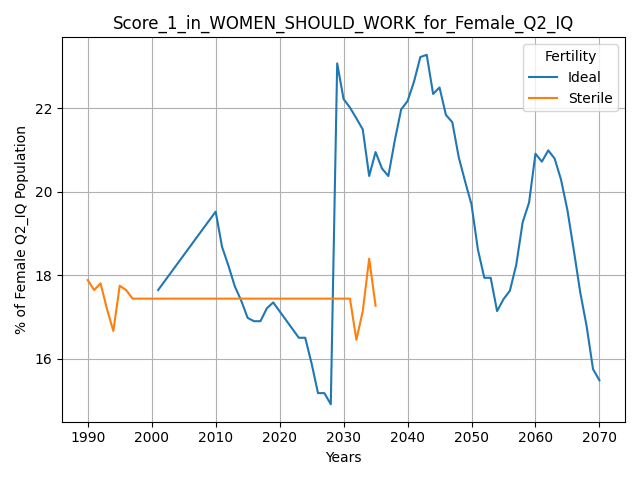 Score_1_in_WOMEN_SHOULD_WORK_for_Female_Q2_IQ
Fertility
Ideal
Sterile
% of Female Q2_IQ Population
22
20
18
16
1990 2000 2010 2020 2030 2040 2050 2060 2070
Years